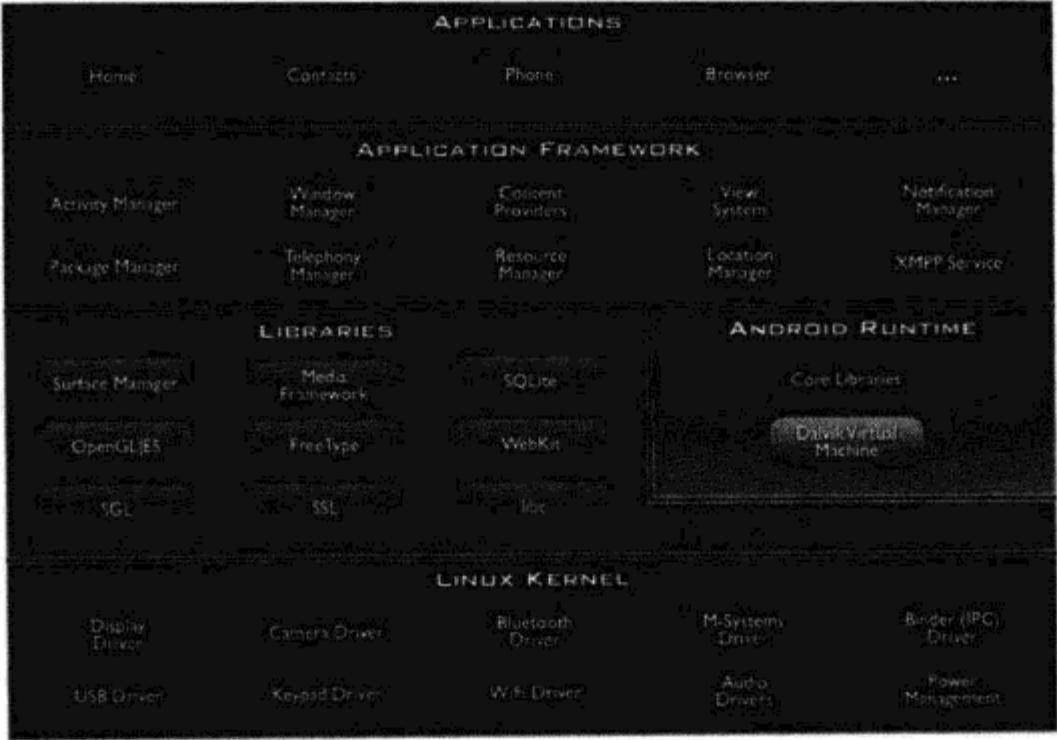 APPLICATIONS
Home
Contacts
Phone
Browser
...
APPLICATION FRAMEWORK
Activity Manager
Window
Manager
Content
Providers
View
System
Notification
Manager
Package Manager
Telephony
Manager
Resource
Manager
Location
Manager
XMPP Service
LIBRARIES
Surface Manager
Media
Framework
SQLite
OpenGL|ES
FreeType
WebKit
SGL
SSL
libc
ANDROID RUNTIME
Core Libraries
Dalvik Virtual
Machine
LINUX KERNEL
Display
Driver
Camera Driver
Bluetooth
Driver
M-Systems
Driver
Binder (IPC)
Driver
USB Driver
Keypad Driver
WiFi Driver
Audio
Drivers
Power
Management